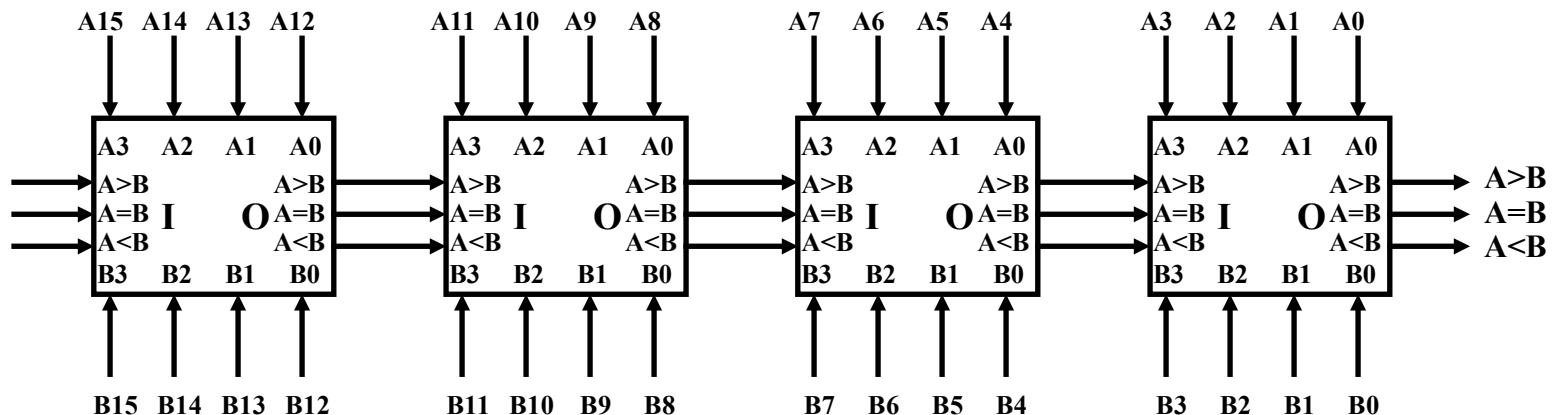 A15 A14 A13 A12 A11 A10 A9 A8 A7 A6 A5 A4 A3 A2 A1 A0
A3 A2 A1 A0 A3 A2 A1 A0 A3 A2 A1 A0 A3 A2 A1 A0
A>B A>B A>B A>B A>B A>B A>B A>B A>B
A=B I O A=B A=B I O A=B A=B I O A=B A=B I O A=B A=B
A<B A<B A<B A<B A<B A<B A<B A<B A<B
B3 B2 B1 B0 B3 B2 B1 B0 B3 B2 B1 B0 B3 B2 B1 B0
B15 B14 B13 B12 B11 B10 B9 B8 B7 B6 B5 B4 B3 B2 B1 B0